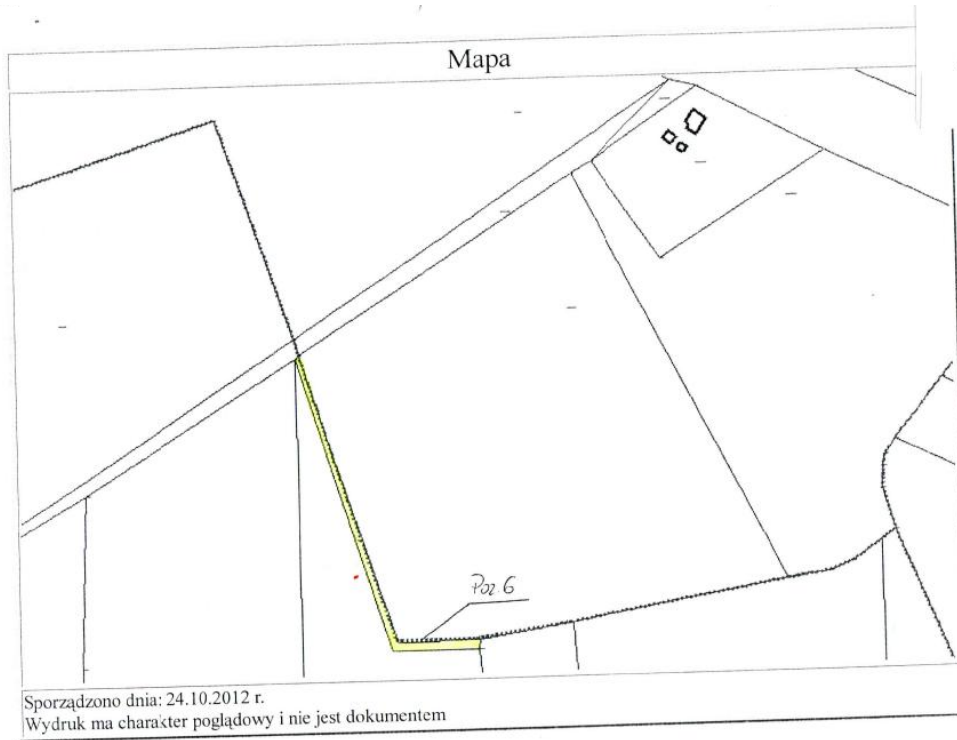 Mapa
Poz. 6
Sporządzono dnia: 24.10.2012 r.
Wydruk ma charakter poglądowy i nie jest dokumentem